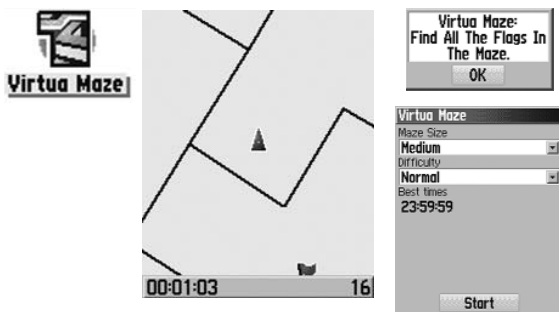 Virtua Maze
00:01:03
16
Virtua Maze:
Find All The Flags In
The Maze.
OK
Virtua Maze
Maze Size
Medium
Difficulty
Normal
Best times
23:59:59
Start